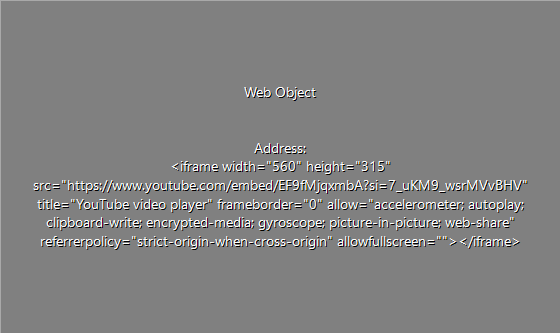 Web Object
Address:
<iframe width="560" height="315"
src="https://www.youtube.com/embed/EF9fMjqxmbA?si=7_uKM9_wsrMVvBHV"
title="YouTube video player" frameborder="0" allow="accelerometer; autoplay;
clipboard-write; encrypted-media; gyroscope; picture-in-picture; web-share"
referrerpolicy="strict-origin-when-cross-origin" allowfullscreen=""></iframe>